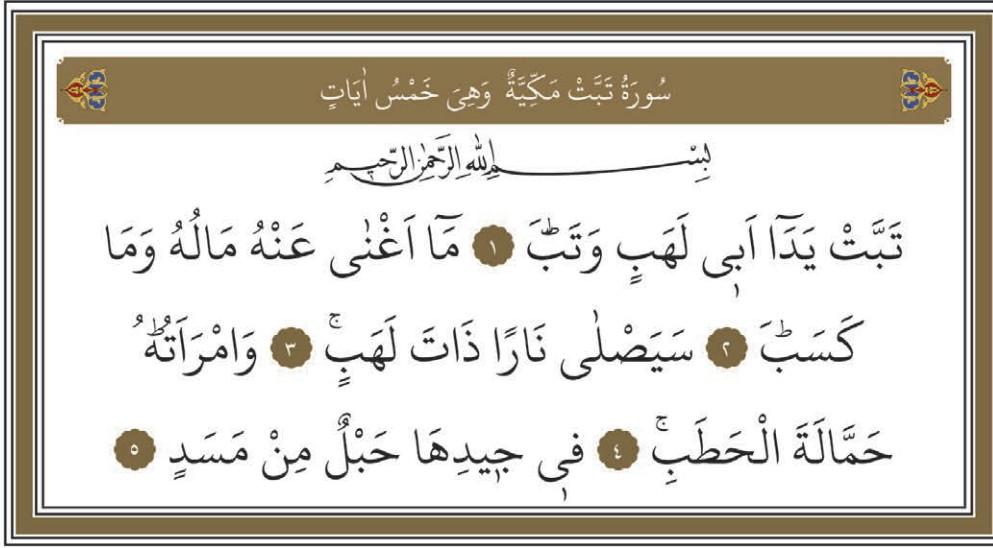 سُورَةُ تَبَّتْ مَكِّيَّةٌ وَهِىَ خَمْسُ اٰيَاتٍ
بِسْمِ اللّٰهِ الرَّحْمٰنِ الرَّحِيمِ
تَبَّتْ يَدَٓا اَبٖى لَهَبٍ وَتَبَّؕ ﴿١﴾ مَٓا اَغْنٰى عَنْهُ مَالُهُ وَمَا
كَسَبَؕ ﴿٢﴾ سَيَصْلٰى نَارًا ذَاتَ لَهَبٍۚ ﴿٣﴾ وَامْرَاَتُهُؕ
حَمَّالَةَ الْحَطَبِۚ ﴿٤﴾ فٖى جٖيدِهَا حَبْلٌ مِنْ مَسَدٍ ﴿٥﴾